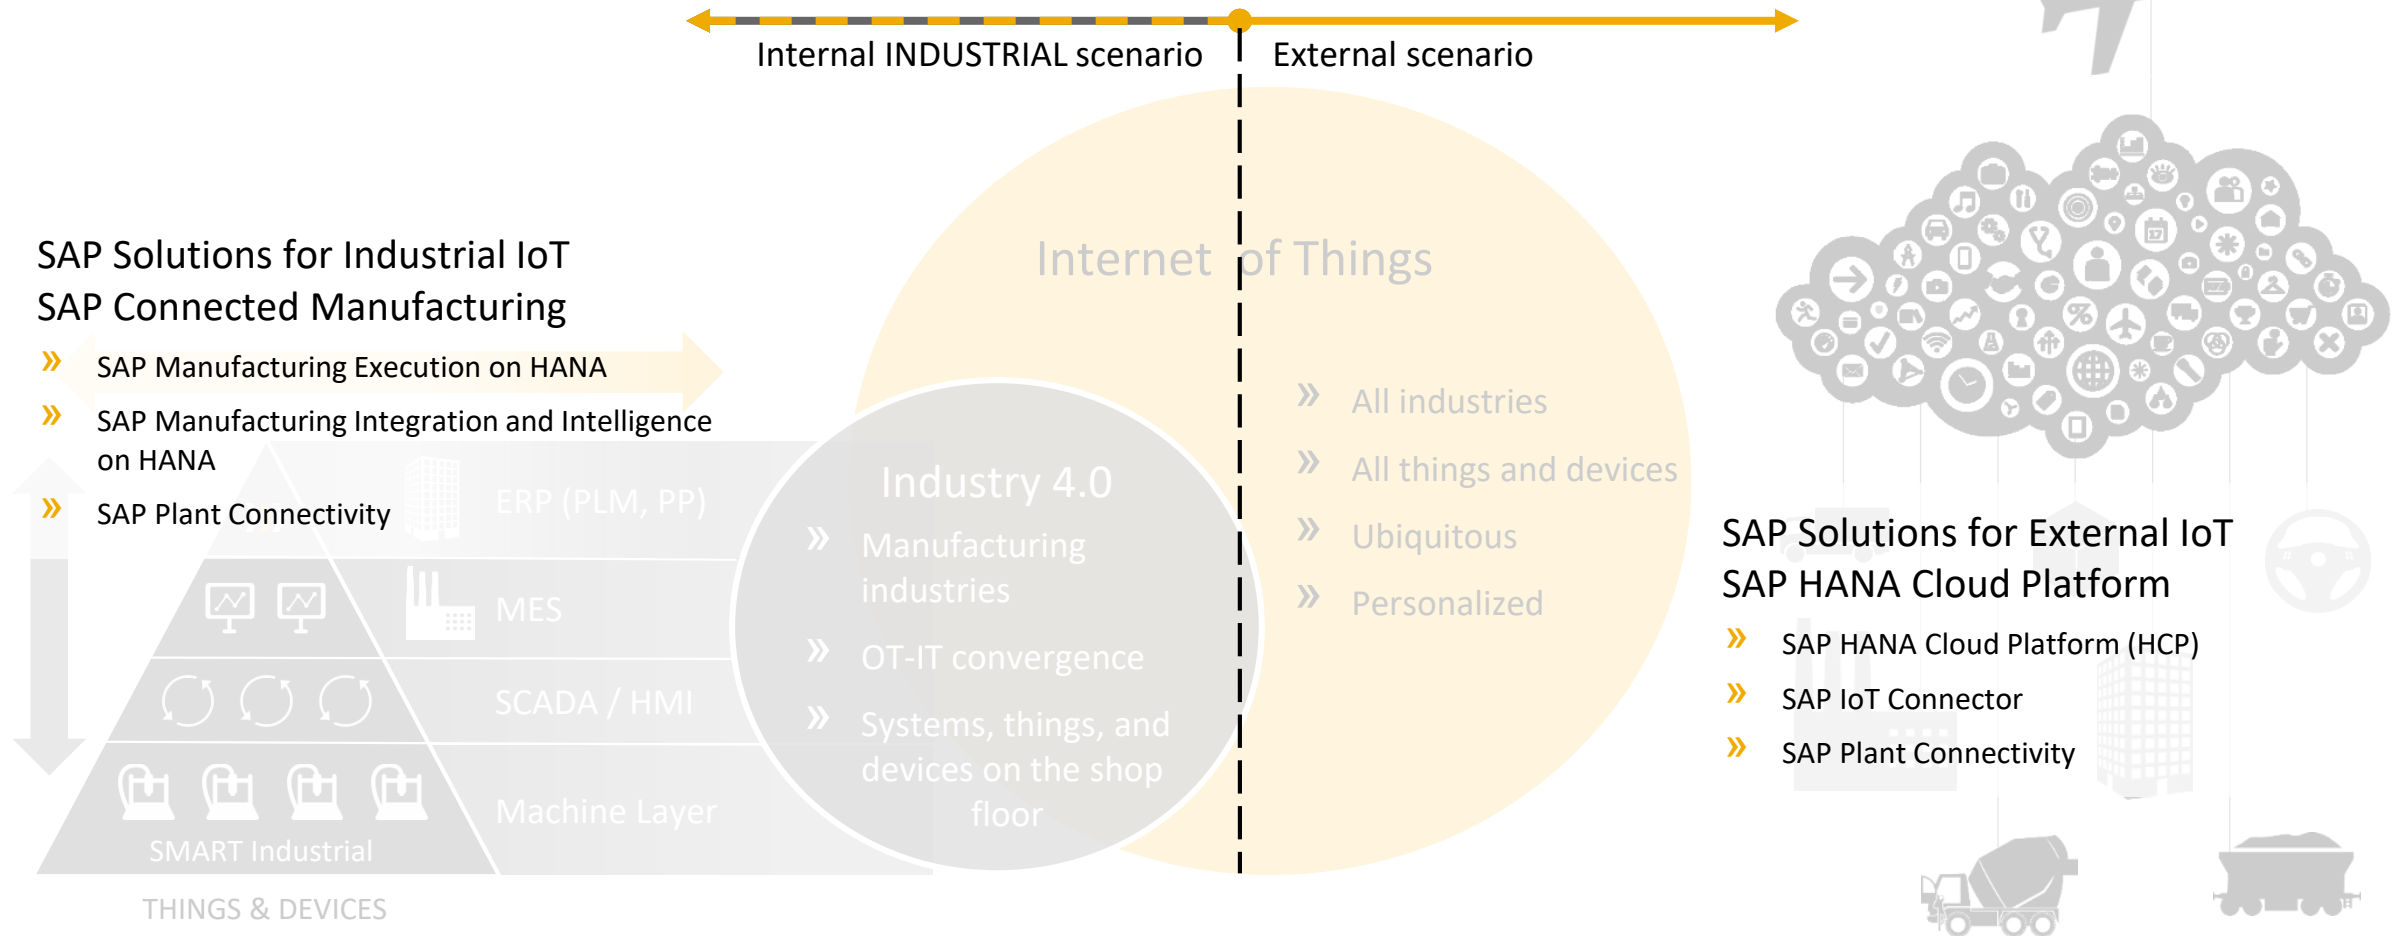 Internal INDUSTRIAL scenario
External scenario
SAP Solutions for Industrial IoT
SAP Connected Manufacturing
» SAP Manufacturing Execution on HANA
» SAP Manufacturing Integration and Intelligence
on HANA
» SAP Plant Connectivity
ERP (PLM, PP)
MES
SCADA / HMI
Machine Layer
SMART Industrial
THINGS & DEVICES
Internet of Things
Industry 4.0
» Manufacturing
industries
» OT-IT convergence
» Systems, things, and
devices on the shop
floor
» All industries
» All things and devices
» Ubiquitous
» Personalized
17
%
SAP Solutions for External IoT
SAP HANA Cloud Platform
» SAP HANA Cloud Platform (HCP)
» SAP IoT Connector
» SAP Plant Connectivity